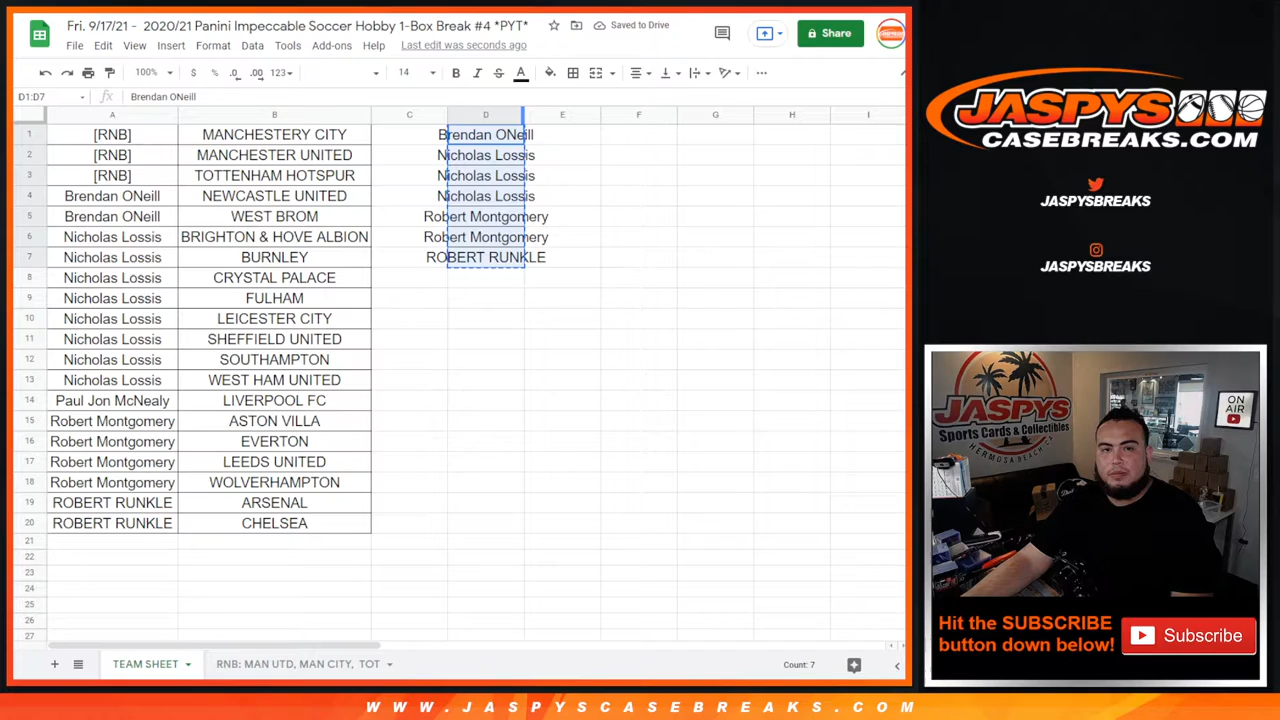 Fri. 9/17/21 - 2020/21 Panini Impeccable Soccer Hobby 1-Box Break #4 *PYT*
Saved to Drive
File Edit View Insert Format Data Tools Add-ons Help Last edit was seconds ago
Share
100% $ % .0 .00 123 14 B I S A
D1:D7 fx Brendan ONeill
A B C D E F G H I
1 [RNB] MANCHESTERY CITY Brendan ONeill
2 [RNB] MANCHESTER UNITED Nicholas Lossis
3 [RNB] TOTTENHAM HOTSPUR Nicholas Lossis
4 Brendan ONeill NEWCASTLE UNITED Nicholas Lossis
5 Brendan ONeill WEST BROM Robert Montgomery
6 Nicholas Lossis BRIGHTON & HOVE ALBION Robert Montgomery
7 Nicholas Lossis BURNLEY ROBERT RUNKLE
8 Nicholas Lossis CRYSTAL PALACE
9 Nicholas Lossis FULHAM
10 Nicholas Lossis LEICESTER CITY
11 Nicholas Lossis SHEFFIELD UNITED
12 Nicholas Lossis SOUTHAMPTON
13 Nicholas Lossis WEST HAM UNITED
14 Paul Jon McNealy LIVERPOOL FC
15 Robert Montgomery ASTON VILLA
16 Robert Montgomery EVERTON
17 Robert Montgomery LEEDS UNITED
18 Robert Montgomery WOLVERHAMPTON
19 ROBERT RUNKLE ARSENAL
20 ROBERT RUNKLE CHELSEA
21
22
23
24
25
26
27
TEAM SHEET RNB: MAN UTD, MAN CITY, TOT Count: 7
JASPYS
CASEBREAKS.COM
JASPYSBREAKS
JASPYSBREAKS
JASPYS
Sports Cards & Collectibles
HERMOSA BEACH CA.
ON
AIR
Hit the SUBSCRIBE
button down below!
Subscribe
WWW.JASPYSCASEBREAKS.COM